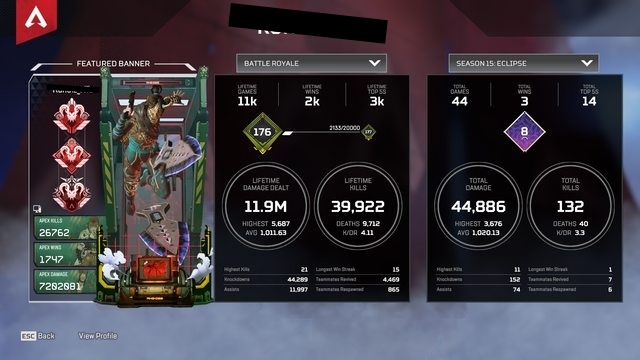 FEATURED BANNER
APEX KILLS
26762
APEX WINS
1747
APEX DAMAGE
7202081
BATTLE ROYALE
LIFETIME GAMES
11k
LIFETIME WINS
2k
LIFETIME TOP 5S
3k
176
2133/20000
177
LIFETIME DAMAGE DEALT
11.9M
HIGHEST 5,687
AVG 1,011.63
LIFETIME KILLS
39,922
DEATHS 9,712
K/DR 4.11
Highest Kills 21
Knockdowns 44,289
Assists 11,997
Longest Win Streak 15
Teammates Revived 4,469
Teammates Respawned 865
SEASON 15: ECLIPSE
TOTAL GAMES
44
TOTAL WINS
3
TOTAL TOP 5S
14
8
TOTAL DAMAGE
44,886
HIGHEST 3,676
AVG 1,020.13
TOTAL KILLS
132
DEATHS 40
K/DR 3.3
Highest Kills 11
Knockdowns 152
Assists 74
Longest Win Streak 1
Teammates Revived 7
Teammates Respawned 6
ESC Back
View Profile